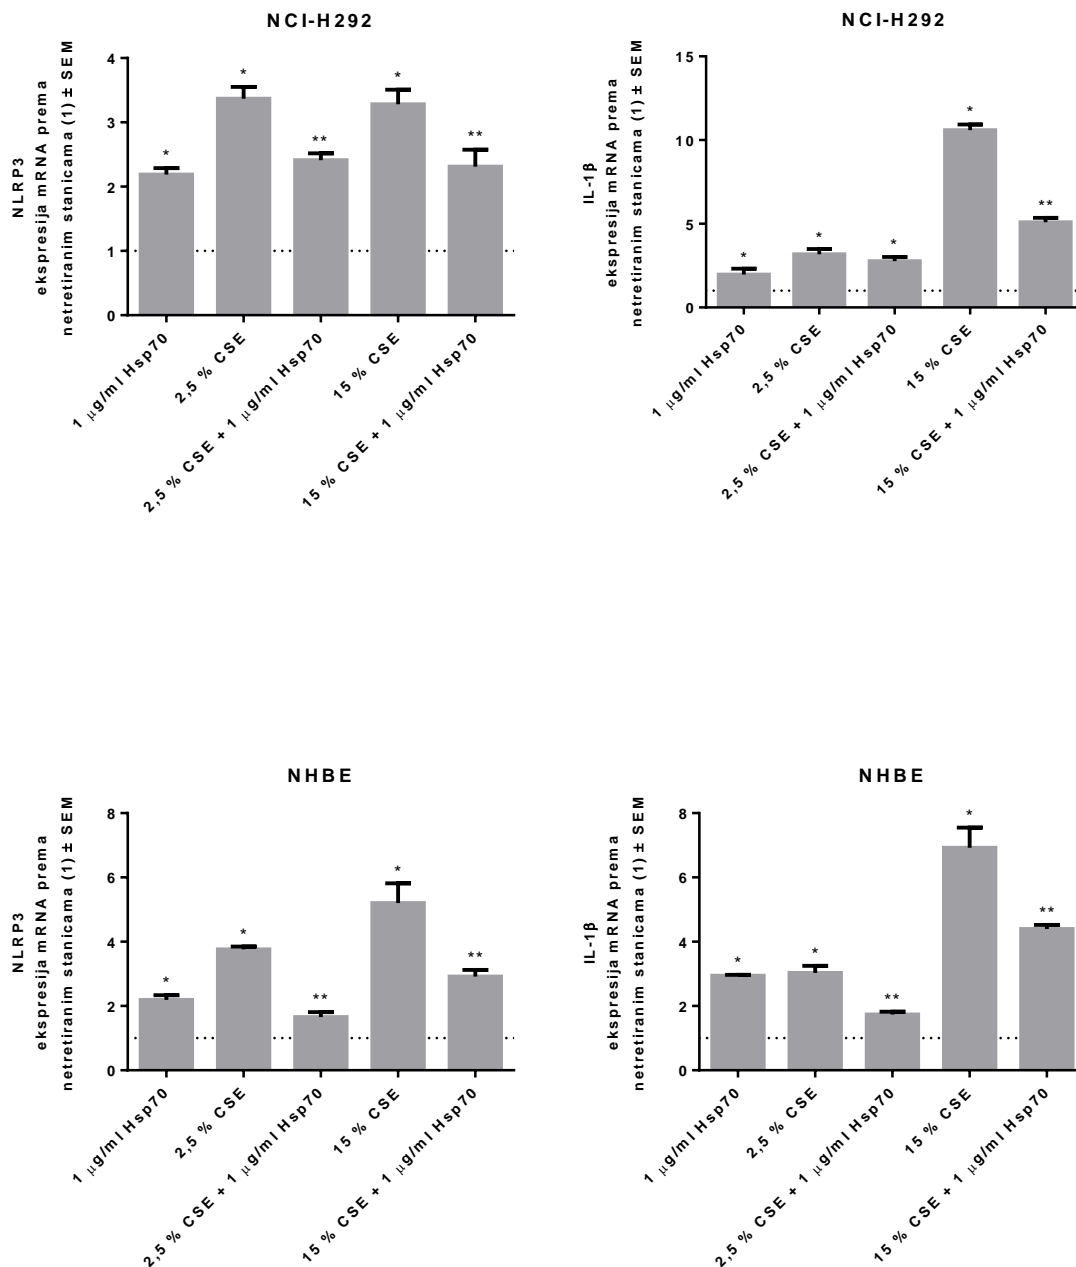 NCI-H292
NLRP3
ekspresija mRNA prema
netretiranim stanicama (1) ± SEM
4
3
2
1
0
*
*
**
*
**
1 µg/ml Hsp70
2,5 % CSE
2,5 % CSE + 1 µg/ml Hsp70
15 % CSE
15 % CSE + 1 µg/ml Hsp70
NCI-H292
IL-1β
ekspresija mRNA prema
netretiranim stanicama (1) ± SEM
15
10
5
0
*
*
*
*
**
1 µg/ml Hsp70
2,5 % CSE
2,5 % CSE + 1 µg/ml Hsp70
15 % CSE
15 % CSE + 1 µg/ml Hsp70
NHBE
NLRP3
ekspresija mRNA prema
netretiranim stanicama (1) ± SEM
8
6
4
2
0
*
*
**
*
**
1 µg/ml Hsp70
2,5 % CSE
2,5 % CSE + 1 µg/ml Hsp70
15 % CSE
15 % CSE + 1 µg/ml Hsp70
NHBE
IL-1β
ekspresija mRNA prema
netretiranim stanicama (1) ± SEM
8
6
4
2
0
*
*
**
*
**
1 µg/ml Hsp70
2,5 % CSE
2,5 % CSE + 1 µg/ml Hsp70
15 % CSE
15 % CSE + 1 µg/ml Hsp70